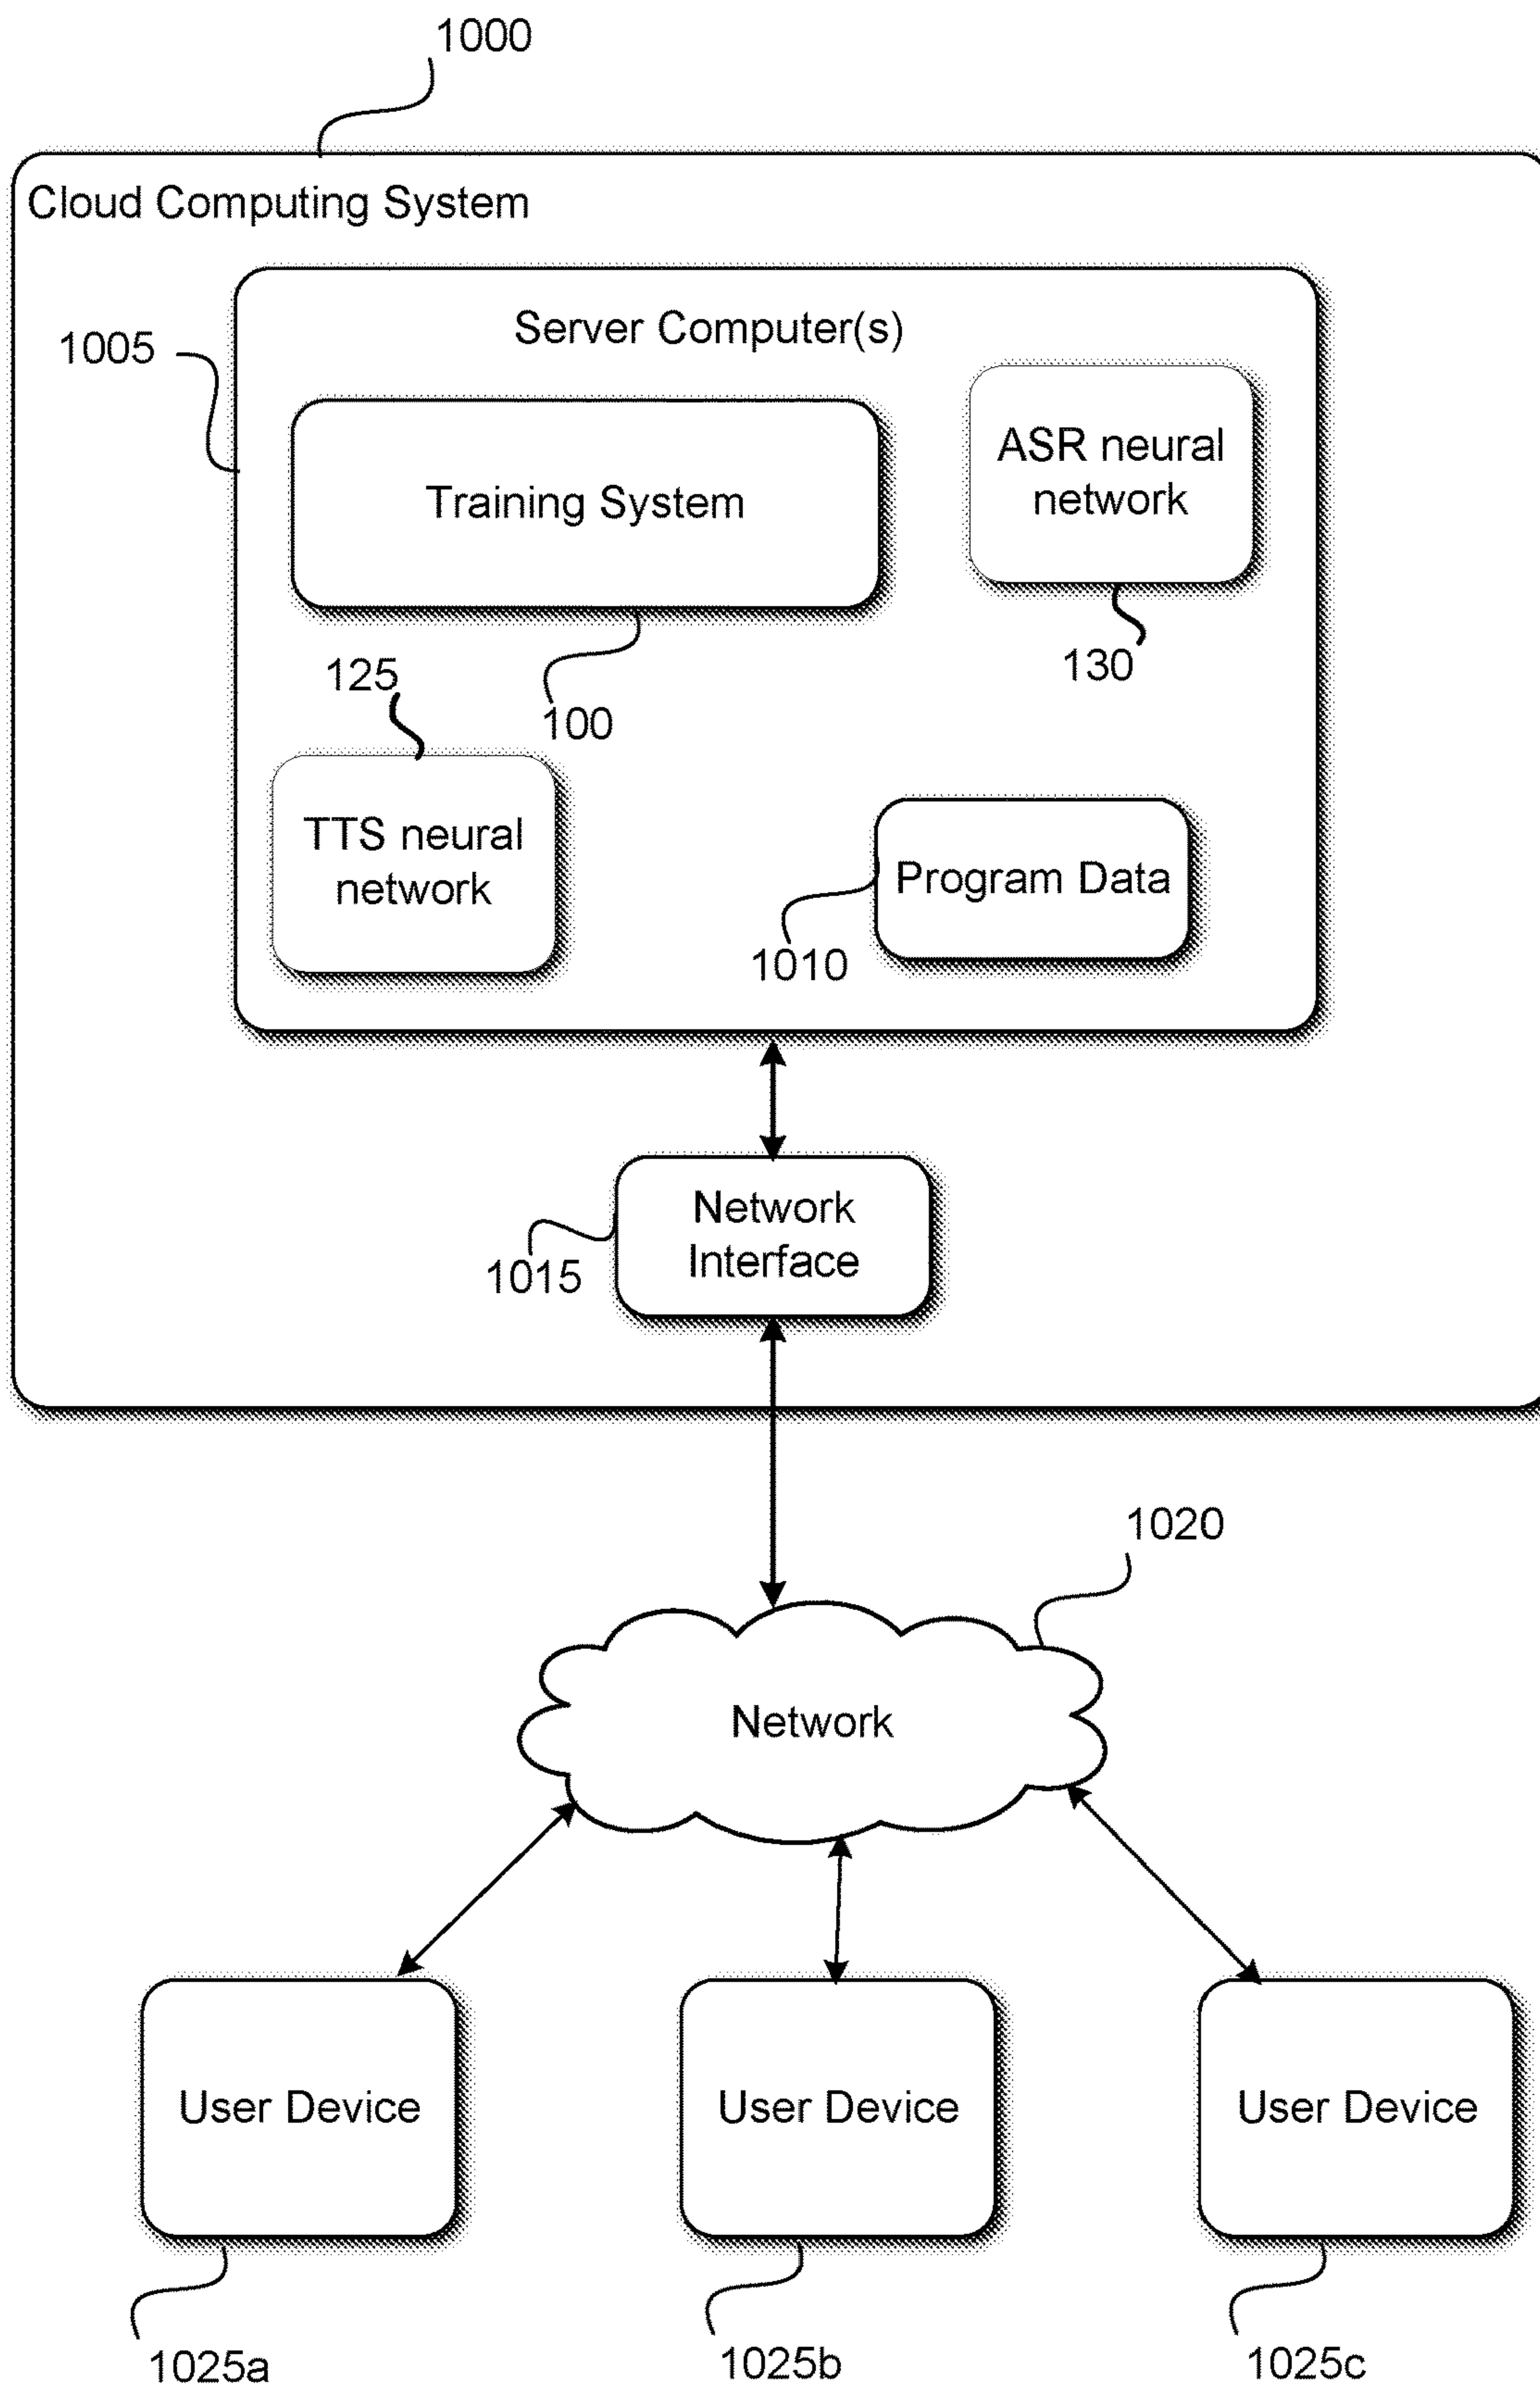 1000
Cloud Computing System
Server Computer(s)
1005
Training System
ASR neural
network
130
125
100
TTS neural
network
Program Data
1010
Network
Interface
1015
1020
Network
User Device
User Device
User Device
1025a
1025b
1025c